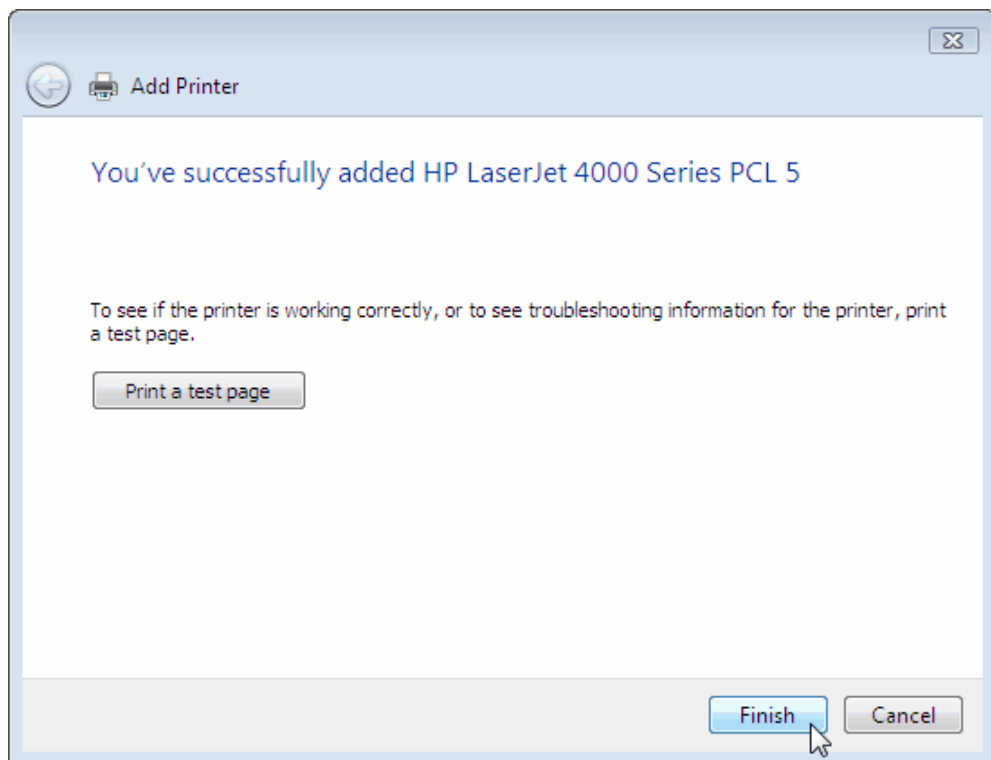 Add Printer
You've successfully added HP LaserJet 4000 Series PCL 5
To see if the printer is working correctly, or to see troubleshooting information for the printer, print
a test page.
Print a test page
Finish
Cancel